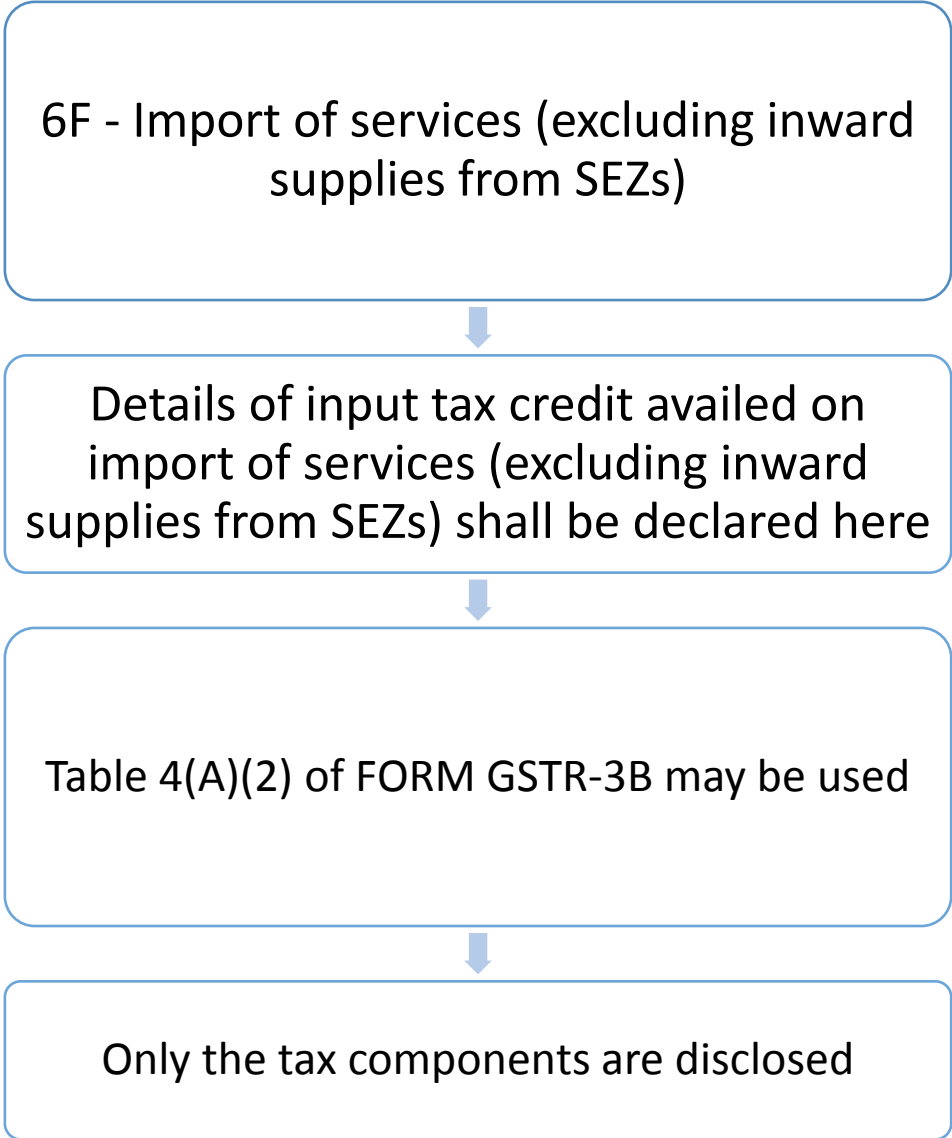 6F - Import of services (excluding inward
supplies from SEZs)
Details of input tax credit availed on
import of services (excluding inward
supplies from SEZs) shall be declared here
Table 4(A)(2) of FORM GSTR-3B may be used
Only the tax components are disclosed